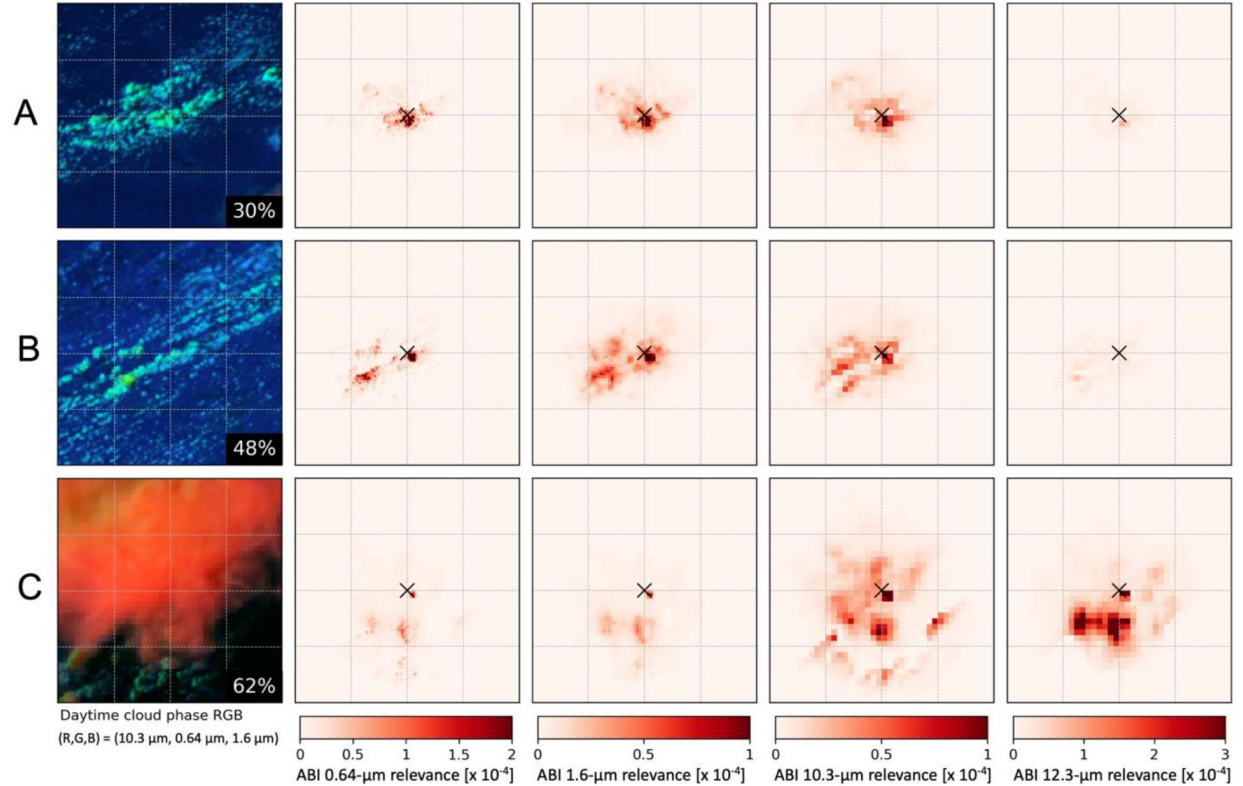 A
30%
B
48%
C
62%
Daytime cloud phase RGB
(R,G,B) = (10.3 μm, 0.64 μm, 1.6 μm)
0 0.5 1 1.5 2
ABI 0.64-μm relevance [x 10⁻⁴]
0 0.5 1
ABI 1.6-μm relevance [x 10⁻⁴]
0 0.5 1
ABI 10.3-μm relevance [x 10⁻⁴]
0 1 2 3
ABI 12.3-μm relevance [x 10⁻⁴]